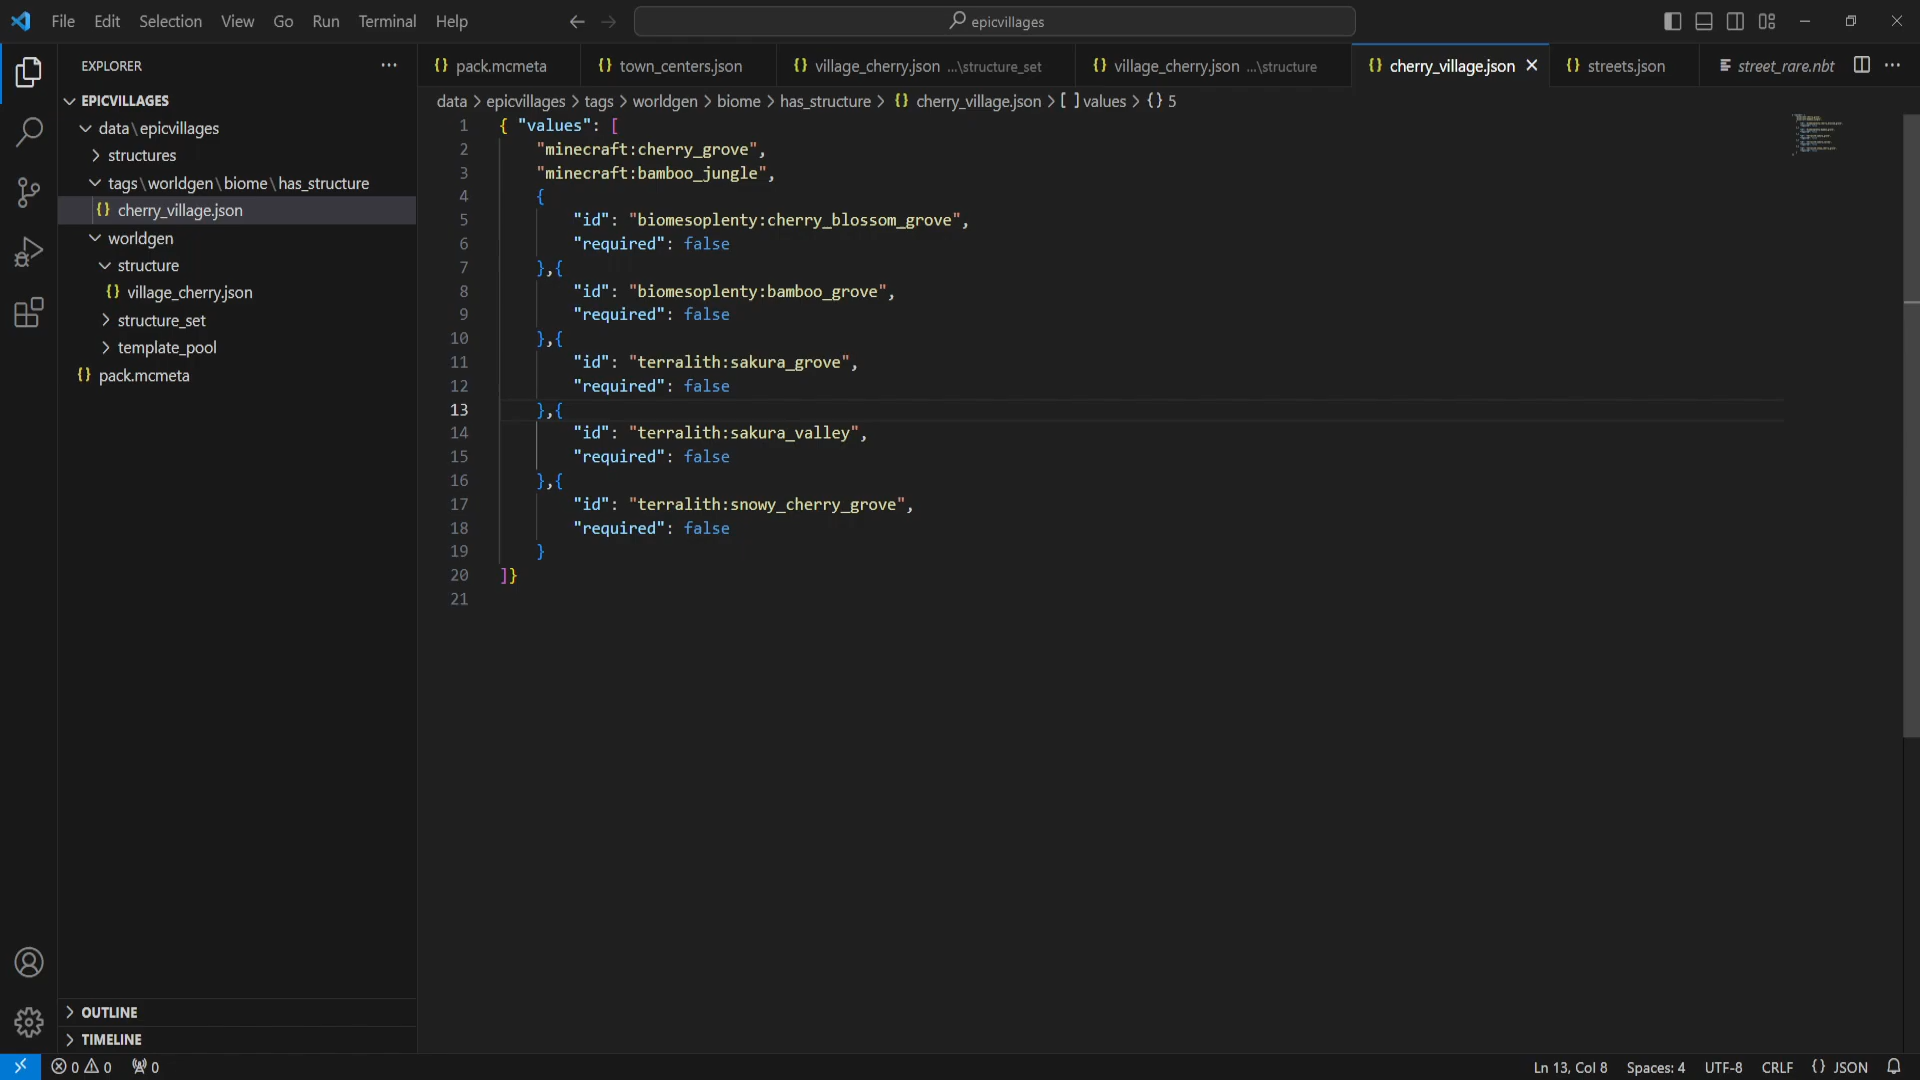 File Edit Selection View Go Run Terminal Help
epicvillages
EXPLORER
EPICVILLAGES
data\epicvillages
structures
tags\worldgen\biome\has_structure
{} cherry_village.json
worldgen
structure
{} village_cherry.json
structure_set
template_pool
{} pack.mcmeta
OUTLINE
TIMELINE
{} pack.mcmeta {} town_centers.json {} village_cherry.json ...\structure_set {} village_cherry.json ...\structure {} cherry_village.json {} streets.json street_rare.nbt
data > epicvillages > tags > worldgen > biome > has_structure > {} cherry_village.json > [ ] values > {} 5
1 { "values": [
2 "minecraft:cherry_grove",
3 "minecraft:bamboo_jungle",
4 {
5 "id": "biomesoplenty:cherry_blossom_grove",
6 "required": false
7 },{
8 "id": "biomesoplenty:bamboo_grove",
9 "required": false
10 },{
11 "id": "terralith:sakura_grove",
12 "required": false
13 },{
14 "id": "terralith:sakura_valley",
15 "required": false
16 },{
17 "id": "terralith:snowy_cherry_grove",
18 "required": false
19 }
20 ]}
21
0 0 0 Ln 13, Col 8 Spaces: 4 UTF-8 CRLF {} JSON